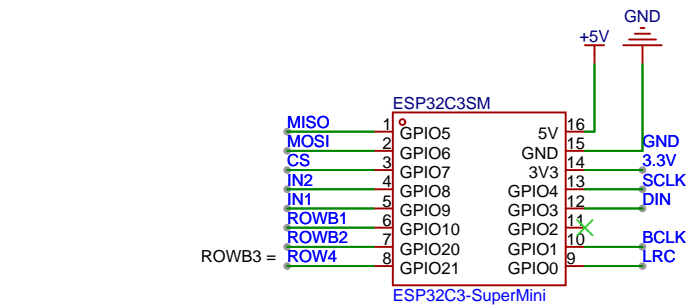 GND
+5V
ESP32C3SM
MISO 1 GPIO5 5V 16
MOSI 2 GPIO6 GND 15 GND
CS 3 GPIO7 3V3 14 3.3V
IN2 4 GPIO8 GPIO4 13 SCLK
IN1 5 GPIO9 GPIO3 12 DIN
ROWB1 6 GPIO10 GPIO2 11
ROWB2 7 GPIO20 GPIO1 10 BCLK
ROWB3 = ROW4 8 GPIO21 GPIO0 9 LRC
ESP32C3-SuperMini